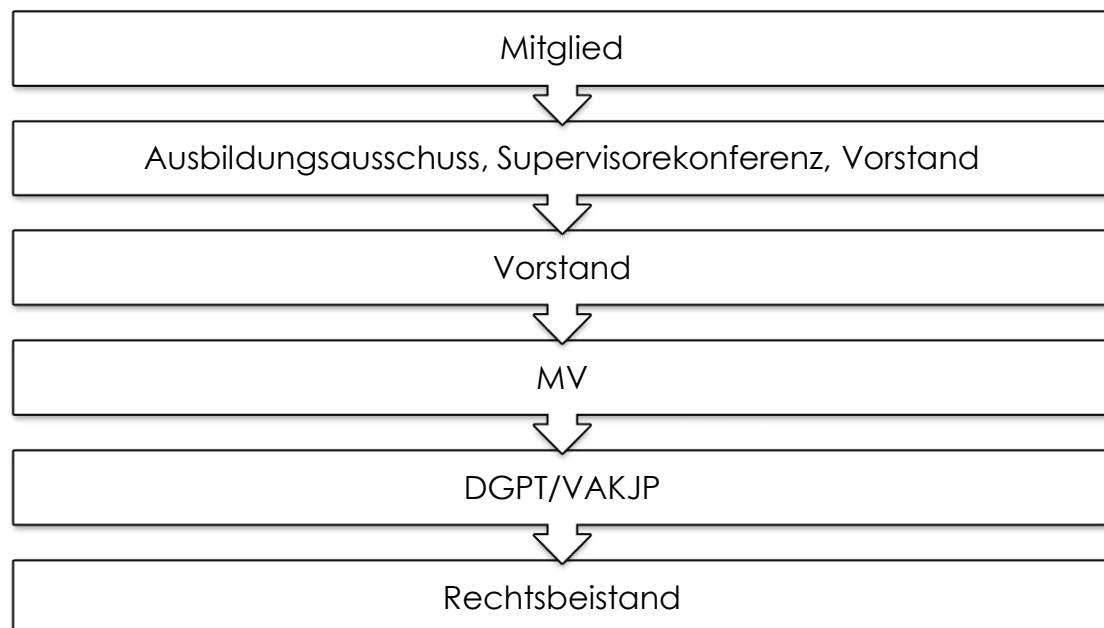 Mitglied
Ausbildungsausschuss, Supervisorekonferenz, Vorstand
Vorstand
MV
DGPT/VAKJP
Rechtsbeistand